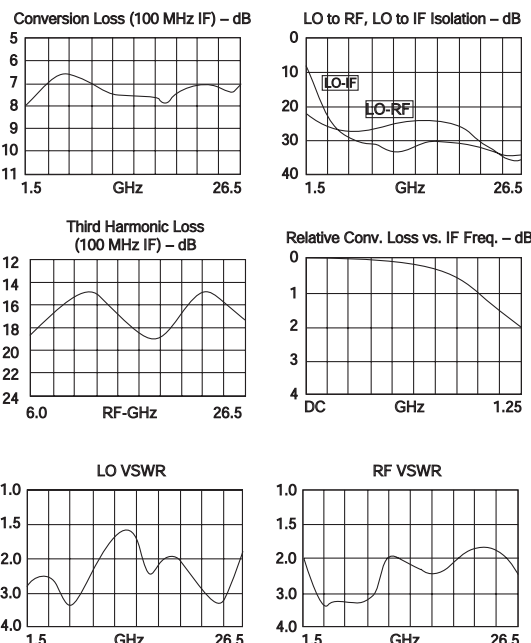 Conversion Loss (100 MHz IF) – dB
5
6
7
8
9
10
11
1.5 GHz 26.5
LO to RF, LO to IF Isolation – dB
0
10
20
30
40
LO-IF
LO-RF
1.5 GHz 26.5
Third Harmonic Loss
(100 MHz IF) – dB
12
14
16
18
20
22
24
6.0 RF-GHz 26.5
Relative Conv. Loss vs. IF Freq. – dB
0
1
2
3
4
DC GHz 1.25
LO VSWR
1.0
1.5
2.0
3.0
4.0
1.5 GHz 26.5
RF VSWR
1.0
1.5
2.0
3.0
4.0
1.5 GHz 26.5